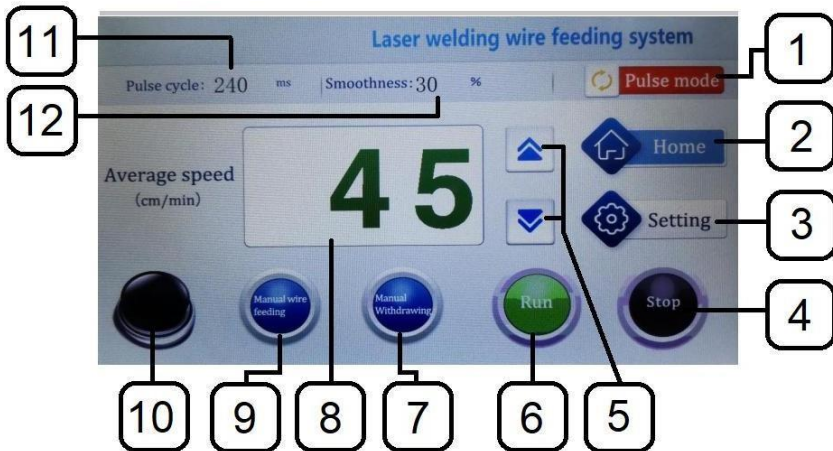 11
Laser welding wire feeding system
1
Pulse cycle: 240 ms Smoothness: 30 %
Pulse mode
12
2
Home
Average speed
(cm/min)
45
Setting
3
Manual wire
feeding
Manual
Withdrawing
Run
Stop
4
10
9
8
7
6
5